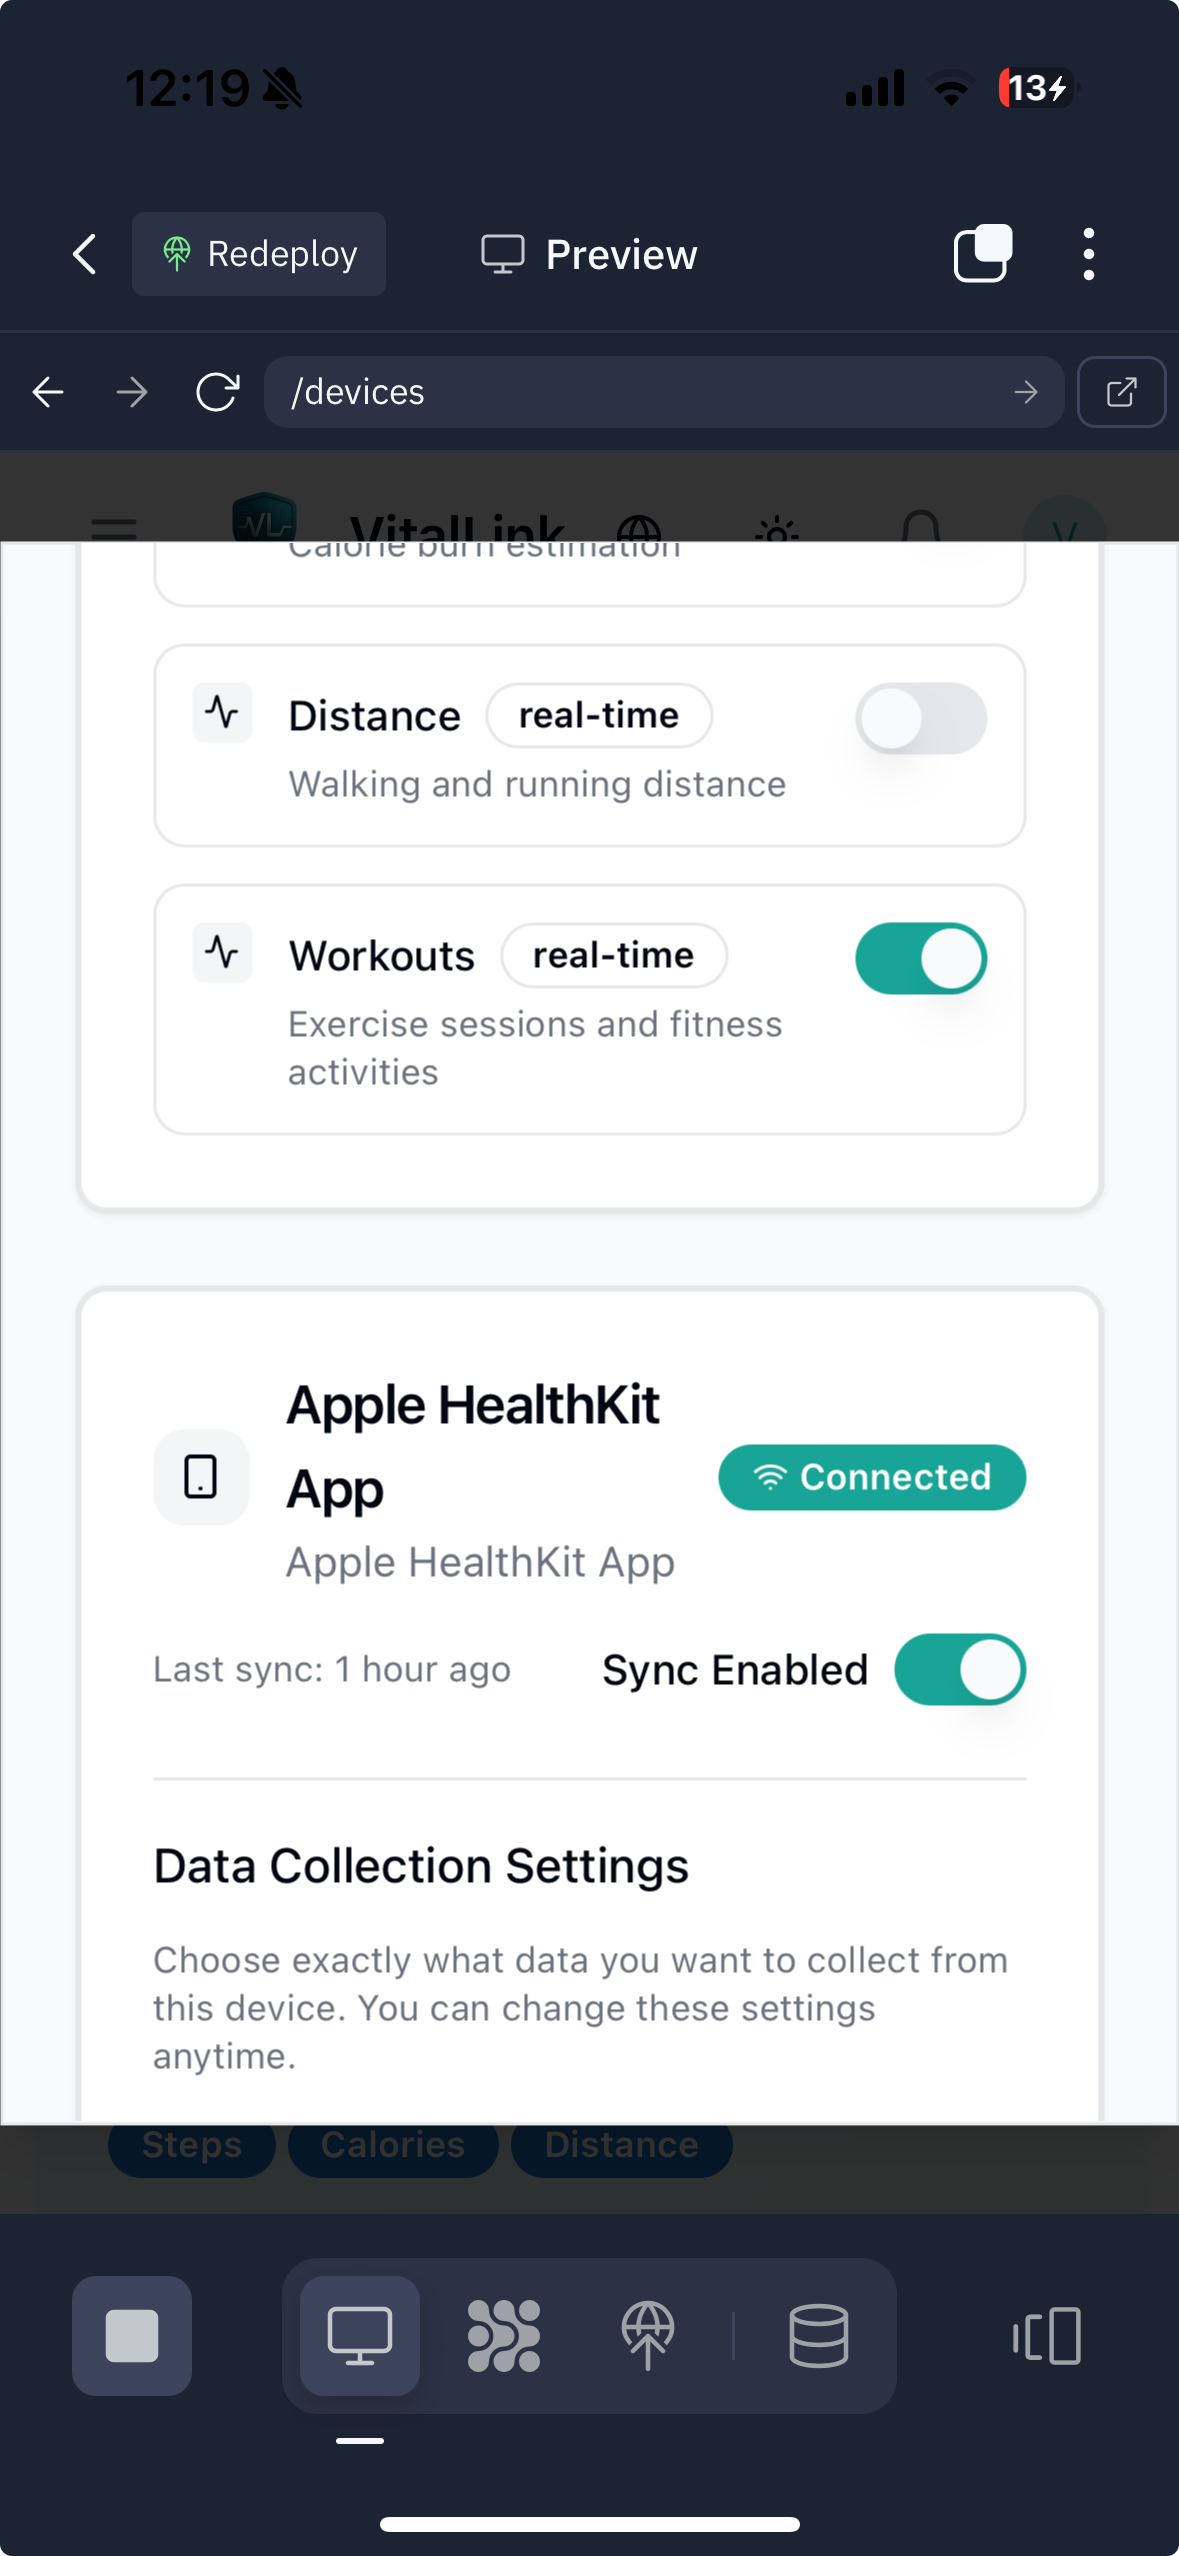 12:19
13
Redeploy
Preview
/devices
VL
VitalLink
V
Calorie burn estimation
Distance
real-time
Walking and running distance
Workouts
real-time
Exercise sessions and fitness
activities
Apple HealthKit
App
Connected
Apple HealthKit App
Last sync: 1 hour ago
Sync Enabled
Data Collection Settings
Choose exactly what data you want to collect from
this device. You can change these settings
anytime.
Steps
Calories
Distance